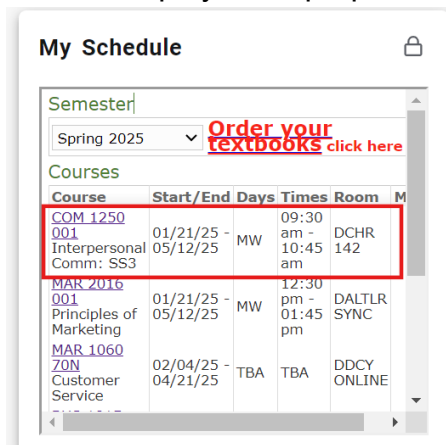 My Schedule
Semester
Spring 2025
Order your
textbooks click here
Courses
Course Start/End Days Times Room M
COM 1250
001
Interpersonal
Comm: SS3
01/21/25 -
05/12/25
MW
09:30
am -
10:45
am
DCHR
142
MAR 2016
001
Principles of
Marketing
01/21/25 -
05/12/25
MW
12:30
pm -
01:45
pm
DALTLR
SYNC
MAR 1060
70N
Customer
Service
02/04/25 -
04/21/25
TBA
TBA
DDCY
ONLINE